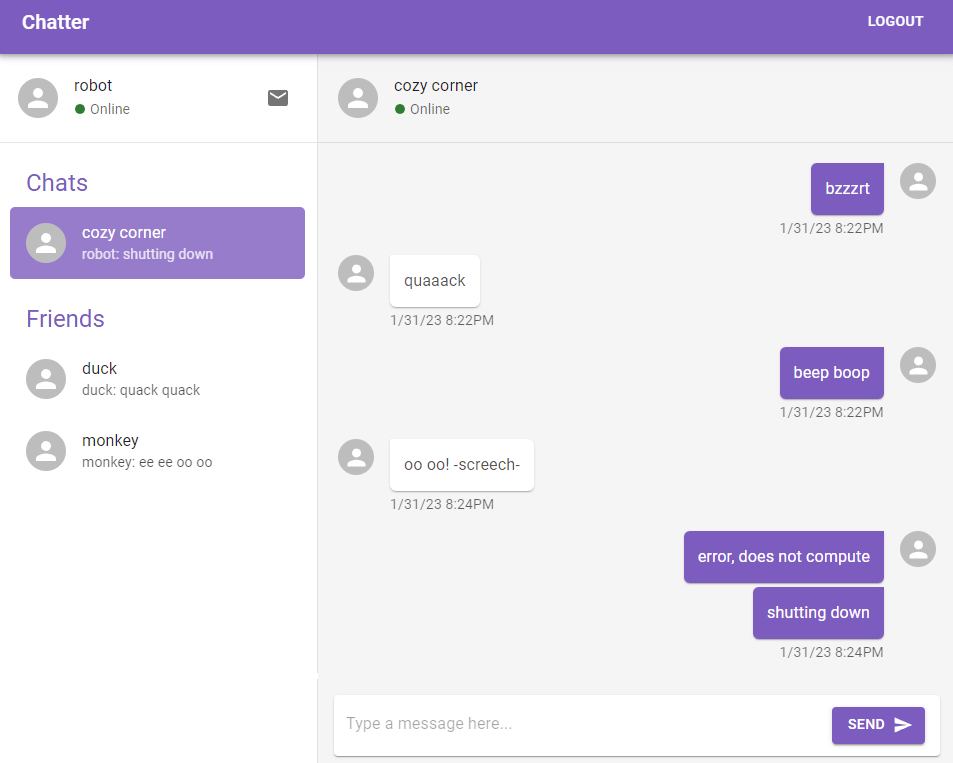 Chatter
LOGOUT
robot
Online
Chats
cozy corner
robot: shutting down
Friends
duck
duck: quack quack
monkey
monkey: ee ee oo oo
cozy corner
Online
bzzzrt
1/31/23 8:22PM
quaaack
1/31/23 8:22PM
beep boop
1/31/23 8:22PM
oo oo! -screech-
1/31/23 8:24PM
error, does not compute
shutting down
1/31/23 8:24PM
Type a message here...
SEND